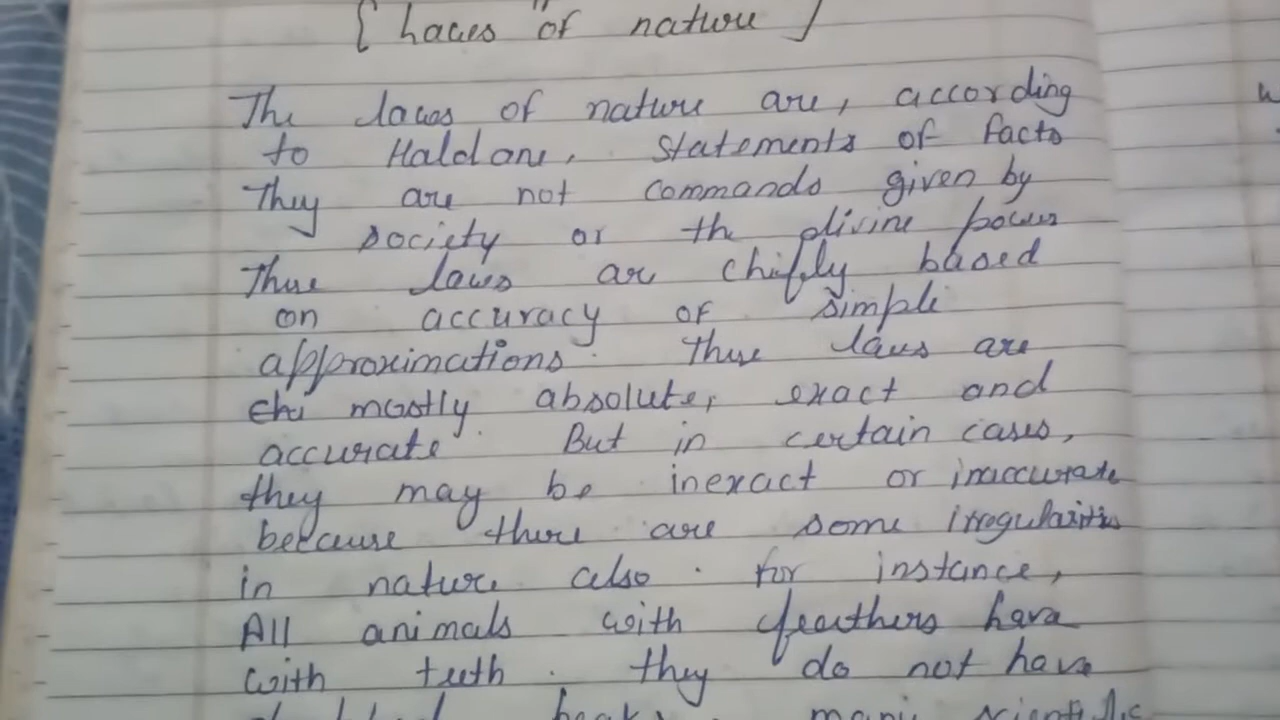 [ Laws of nature ]
The laws of nature are, according
to Haldane, statements of facts
They are not commands given by
society or the divine power
These laws are chiefly based
on accuracy of simple
approximations. These laws are
mostly absolute, exact and
accurate. But in certain cases,
they may be inexact or inaccurate
because there are some irregularities
in nature also. For instance,
All animals with feathers have
with teeth. they do not have
beaks many scientific